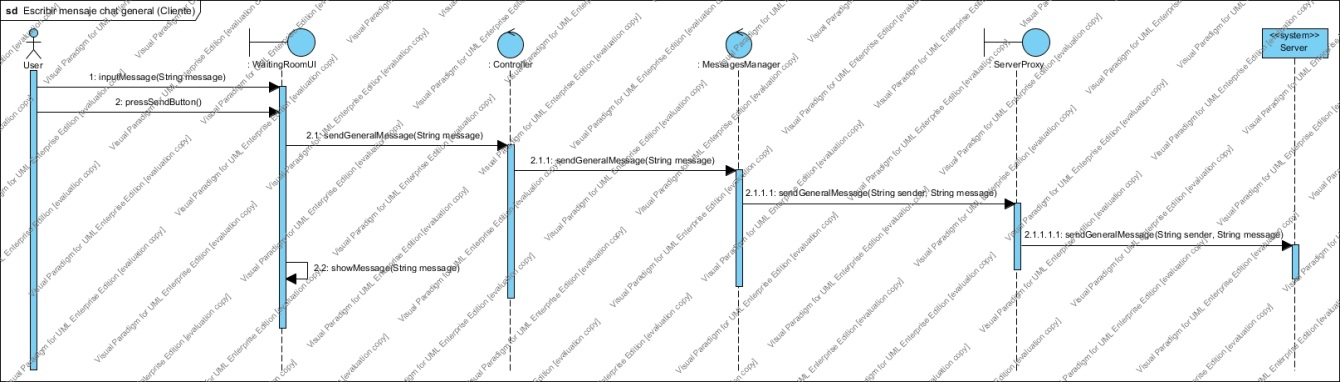 sd Escribir mensaje chat general (Cliente)
<<system>>
Server
User
: WaitingRoomUI
: Controller
: MessagesManager
: ServerProxy
1: inputMessage(String message)
2: pressSendButton()
2.1: sendGeneralMessage(String message)
2.1.1: sendGeneralMessage(String message)
2.1.1.1: sendGeneralMessage(String sender, String message)
2.1.1.1.1: sendGeneralMessage(String sender, String message)
2.2: showMessage(String message)
Visual Paradigm for UML Enterprise Edition [evaluation copy]